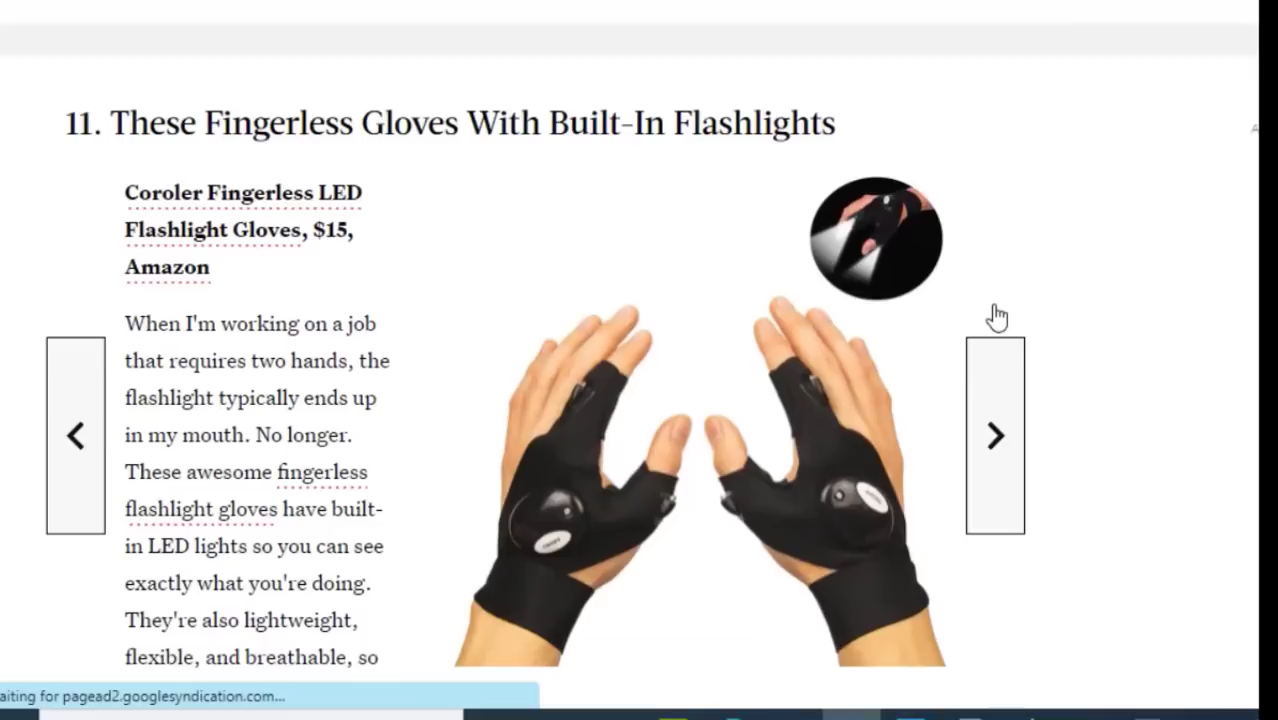 11. These Fingerless Gloves With Built-In Flashlights
Coroler Fingerless LED
Flashlight Gloves, $15,
Amazon
When I'm working on a job
that requires two hands, the
flashlight typically ends up
in my mouth. No longer.
These awesome fingerless
flashlight gloves have built-
in LED lights so you can see
exactly what you're doing.
They're also lightweight,
flexible, and breathable, so
aiting for pagead2.googlesyndication.com...